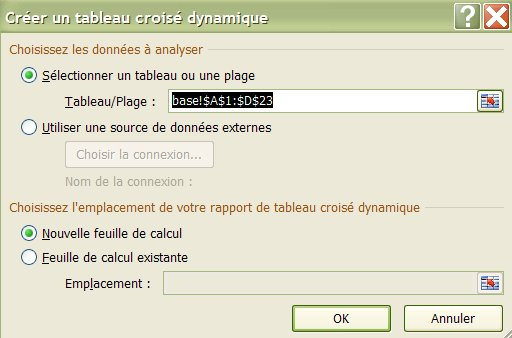 Créer un tableau croisé dynamique
Choisissez les données à analyser
Sélectionner un tableau ou une plage
Tableau/Plage : base!$A$1:$D$23
Utiliser une source de données externes
Choisir la connexion...
Nom de la connexion :
Choisissez l'emplacement de votre rapport de tableau croisé dynamique
Nouvelle feuille de calcul
Feuille de calcul existante
Emplacement :
OK Annuler